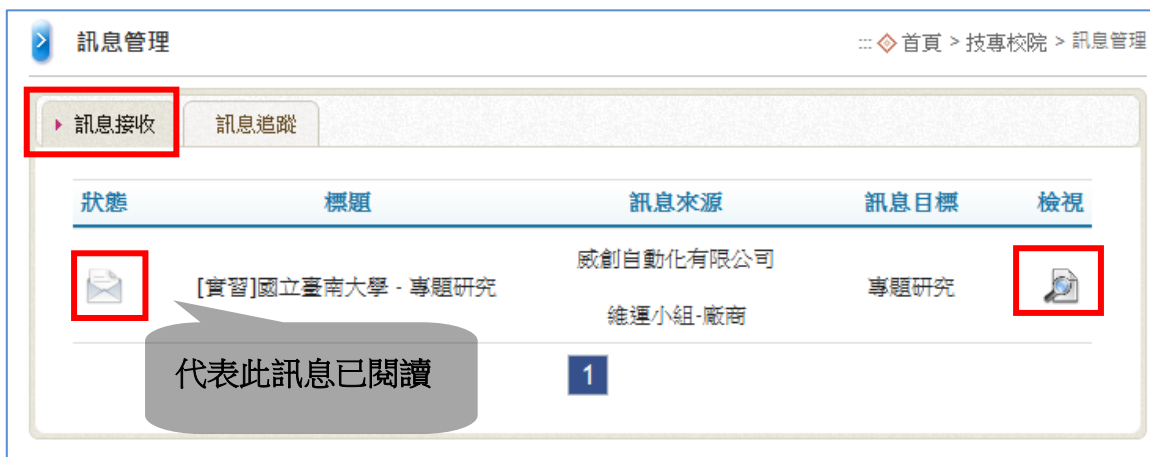 訊息管理
::: 首頁 > 技專校院 > 訊息管理
訊息接收 訊息追蹤
狀態 標題 訊息來源 訊息目標 檢視
[實習]國立臺南大學 - 專題研究 威創自動化有限公司 專題研究
維運小組-廠商
代表此訊息已閱讀
1